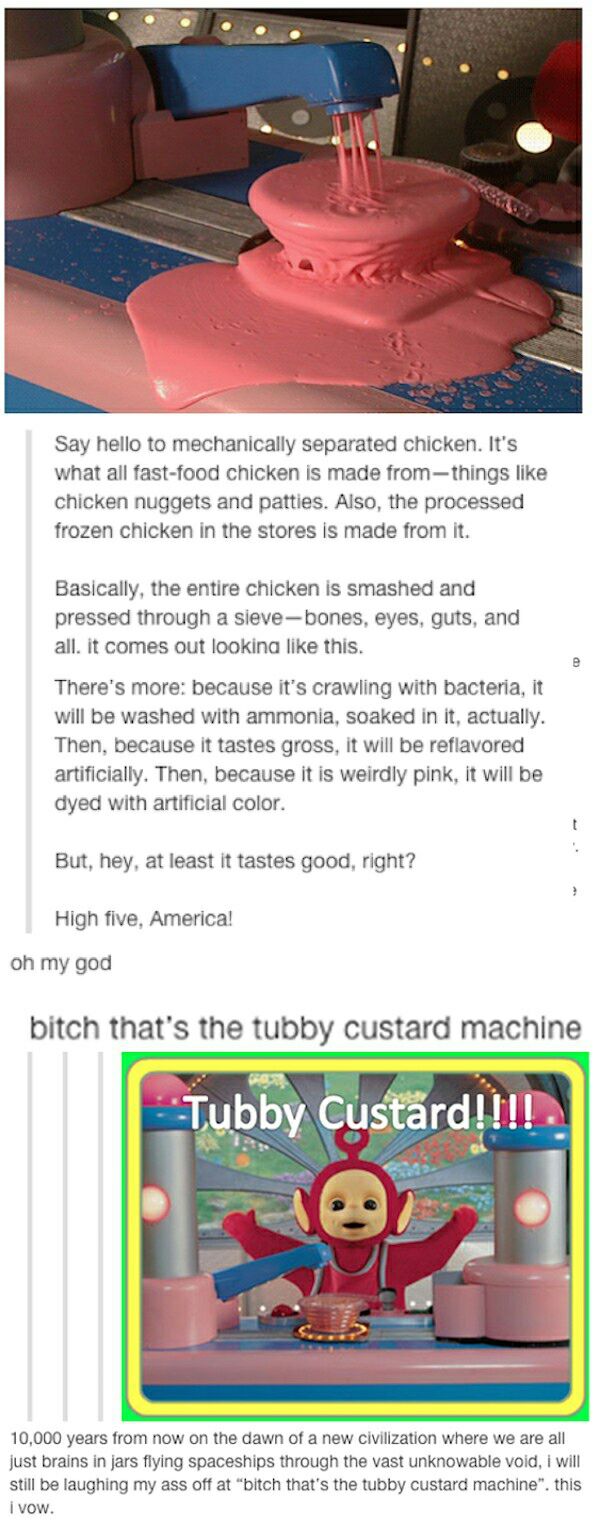 Say hello to mechanically separated chicken. It's
what all fast-food chicken is made from—things like
chicken nuggets and patties. Also, the processed
frozen chicken in the stores is made from it.
Basically, the entire chicken is smashed and
pressed through a sieve—bones, eyes, guts, and
all. it comes out looking like this.
e
There's more: because it's crawling with bacteria, it
will be washed with ammonia, soaked in it, actually.
Then, because it tastes gross, it will be reflavored
artificially. Then, because it is weirdly pink, it will be
dyed with artificial color.
t
But, hey, at least it tastes good, right?
High five, America!
oh my god
bitch that's the tubby custard machine
Tubby Custard!!!!
10,000 years from now on the dawn of a new civilization where we are all
just brains in jars flying spaceships through the vast unknowable void, i will
still be laughing my ass off at “bitch that's the tubby custard machine”. this
i vow.